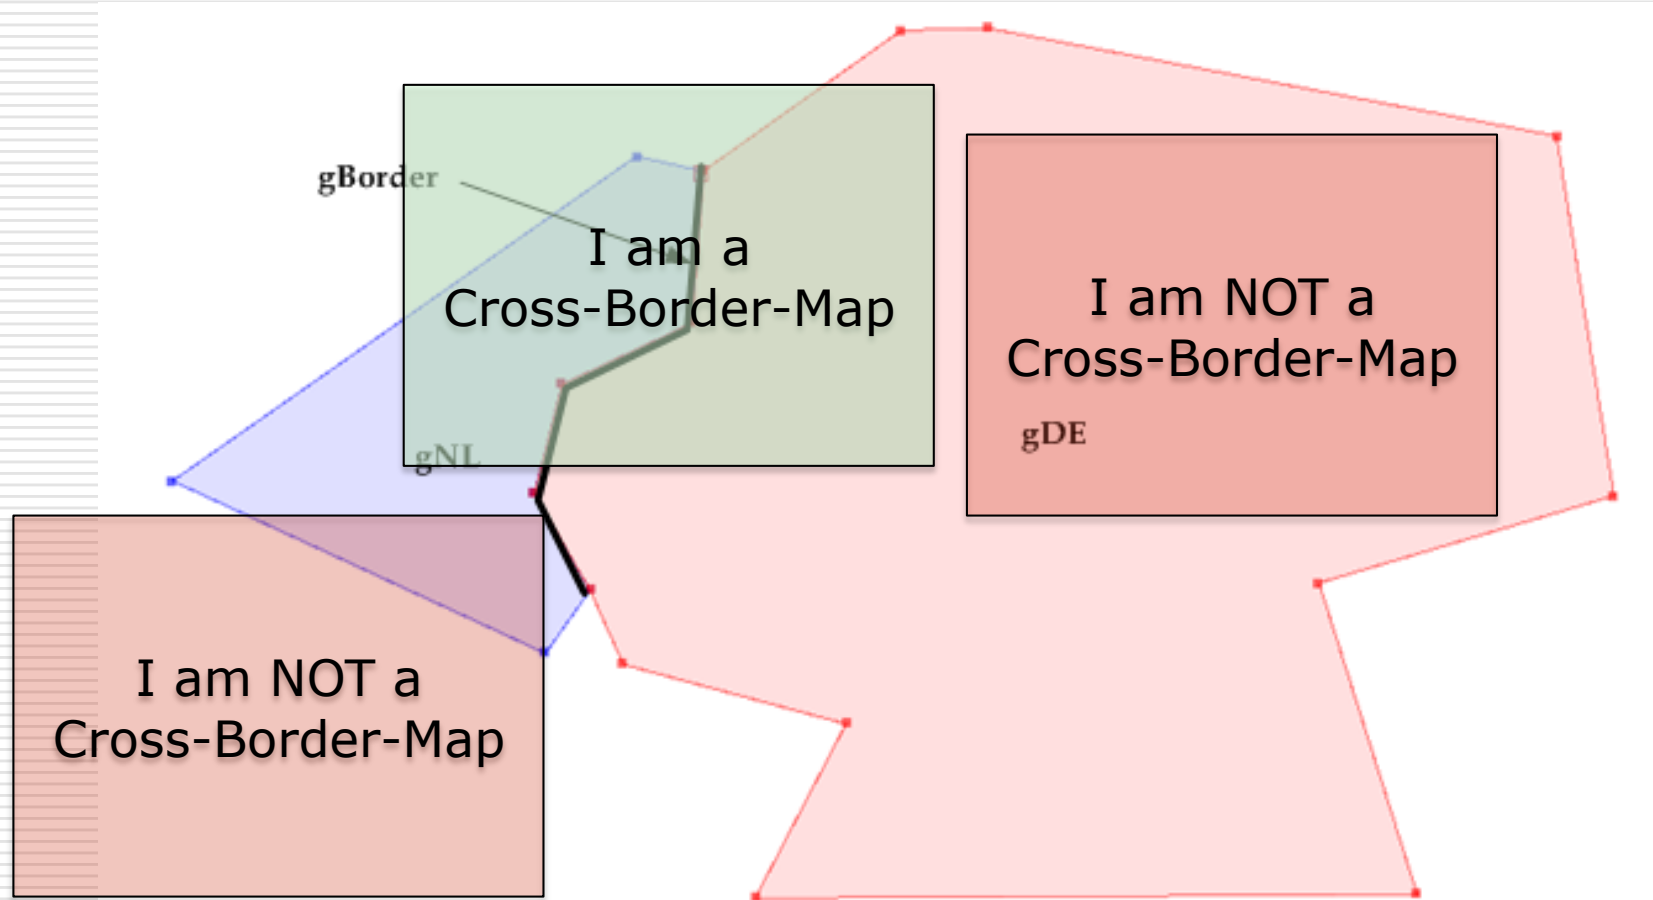 gBorder
I am a
Cross-Border-Map
I am NOT a
Cross-Border-Map
gDE
gNL
I am NOT a
Cross-Border-Map